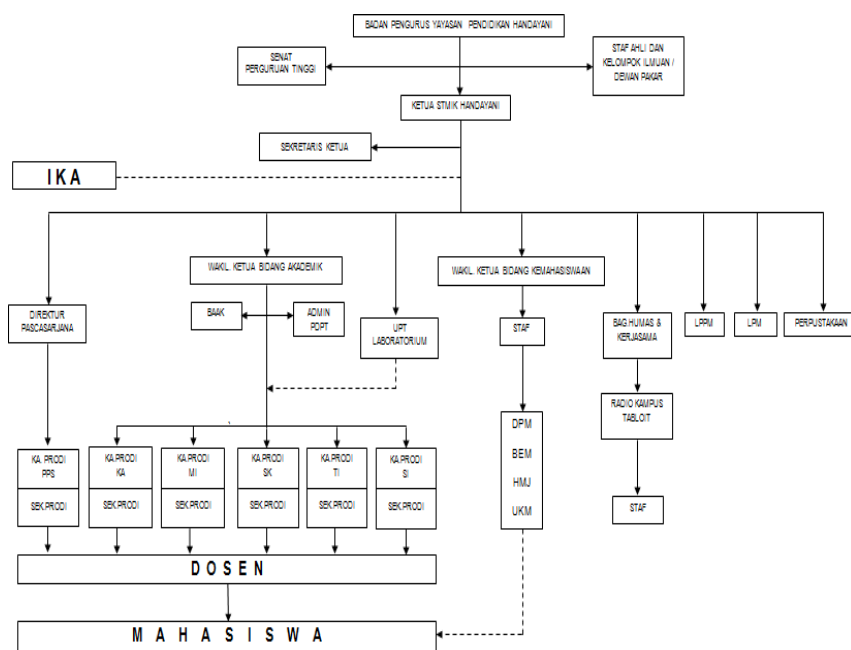 BADAN PENGURUS YAYASAN PENDIDIKAN HANDAYANI
SENAT
PERGURUAN TINGGI
STAF AHLI DAN
KELOMPOK ILMUAN /
DEWAN PAKAR
KETUA STMIK HANDAYANI
SEKRETARIS KETUA
IKA
WAKIL. KETUA BIDANG AKADEMIK
WAKIL. KETUA BIDANG KEMAHASISWAAN
DIREKTUR
PASCASARJANA
BAAK
ADMIN
PDPT
UPT
LABORATORIUM
STAF
BAG.HUMAS &
KERJASAMA
LPPM
LPM
PERPUSTAKAAN
RADIO KAMPUS
TABLOIT
DPM
BEM
HMJ
UKM
KA. PRODI
PPS
SEK.PRODI
KA.PRODI
KA
SEK.PRODI
KA.PRODI
MI
SEK.PRODI
KA.PRODI
SK
SEK.PRODI
KA.PRODI
TI
SEK.PRODI
KA.PRODI
SI
SEK.PRODI
STAF
DOSEN
MAHASISWA